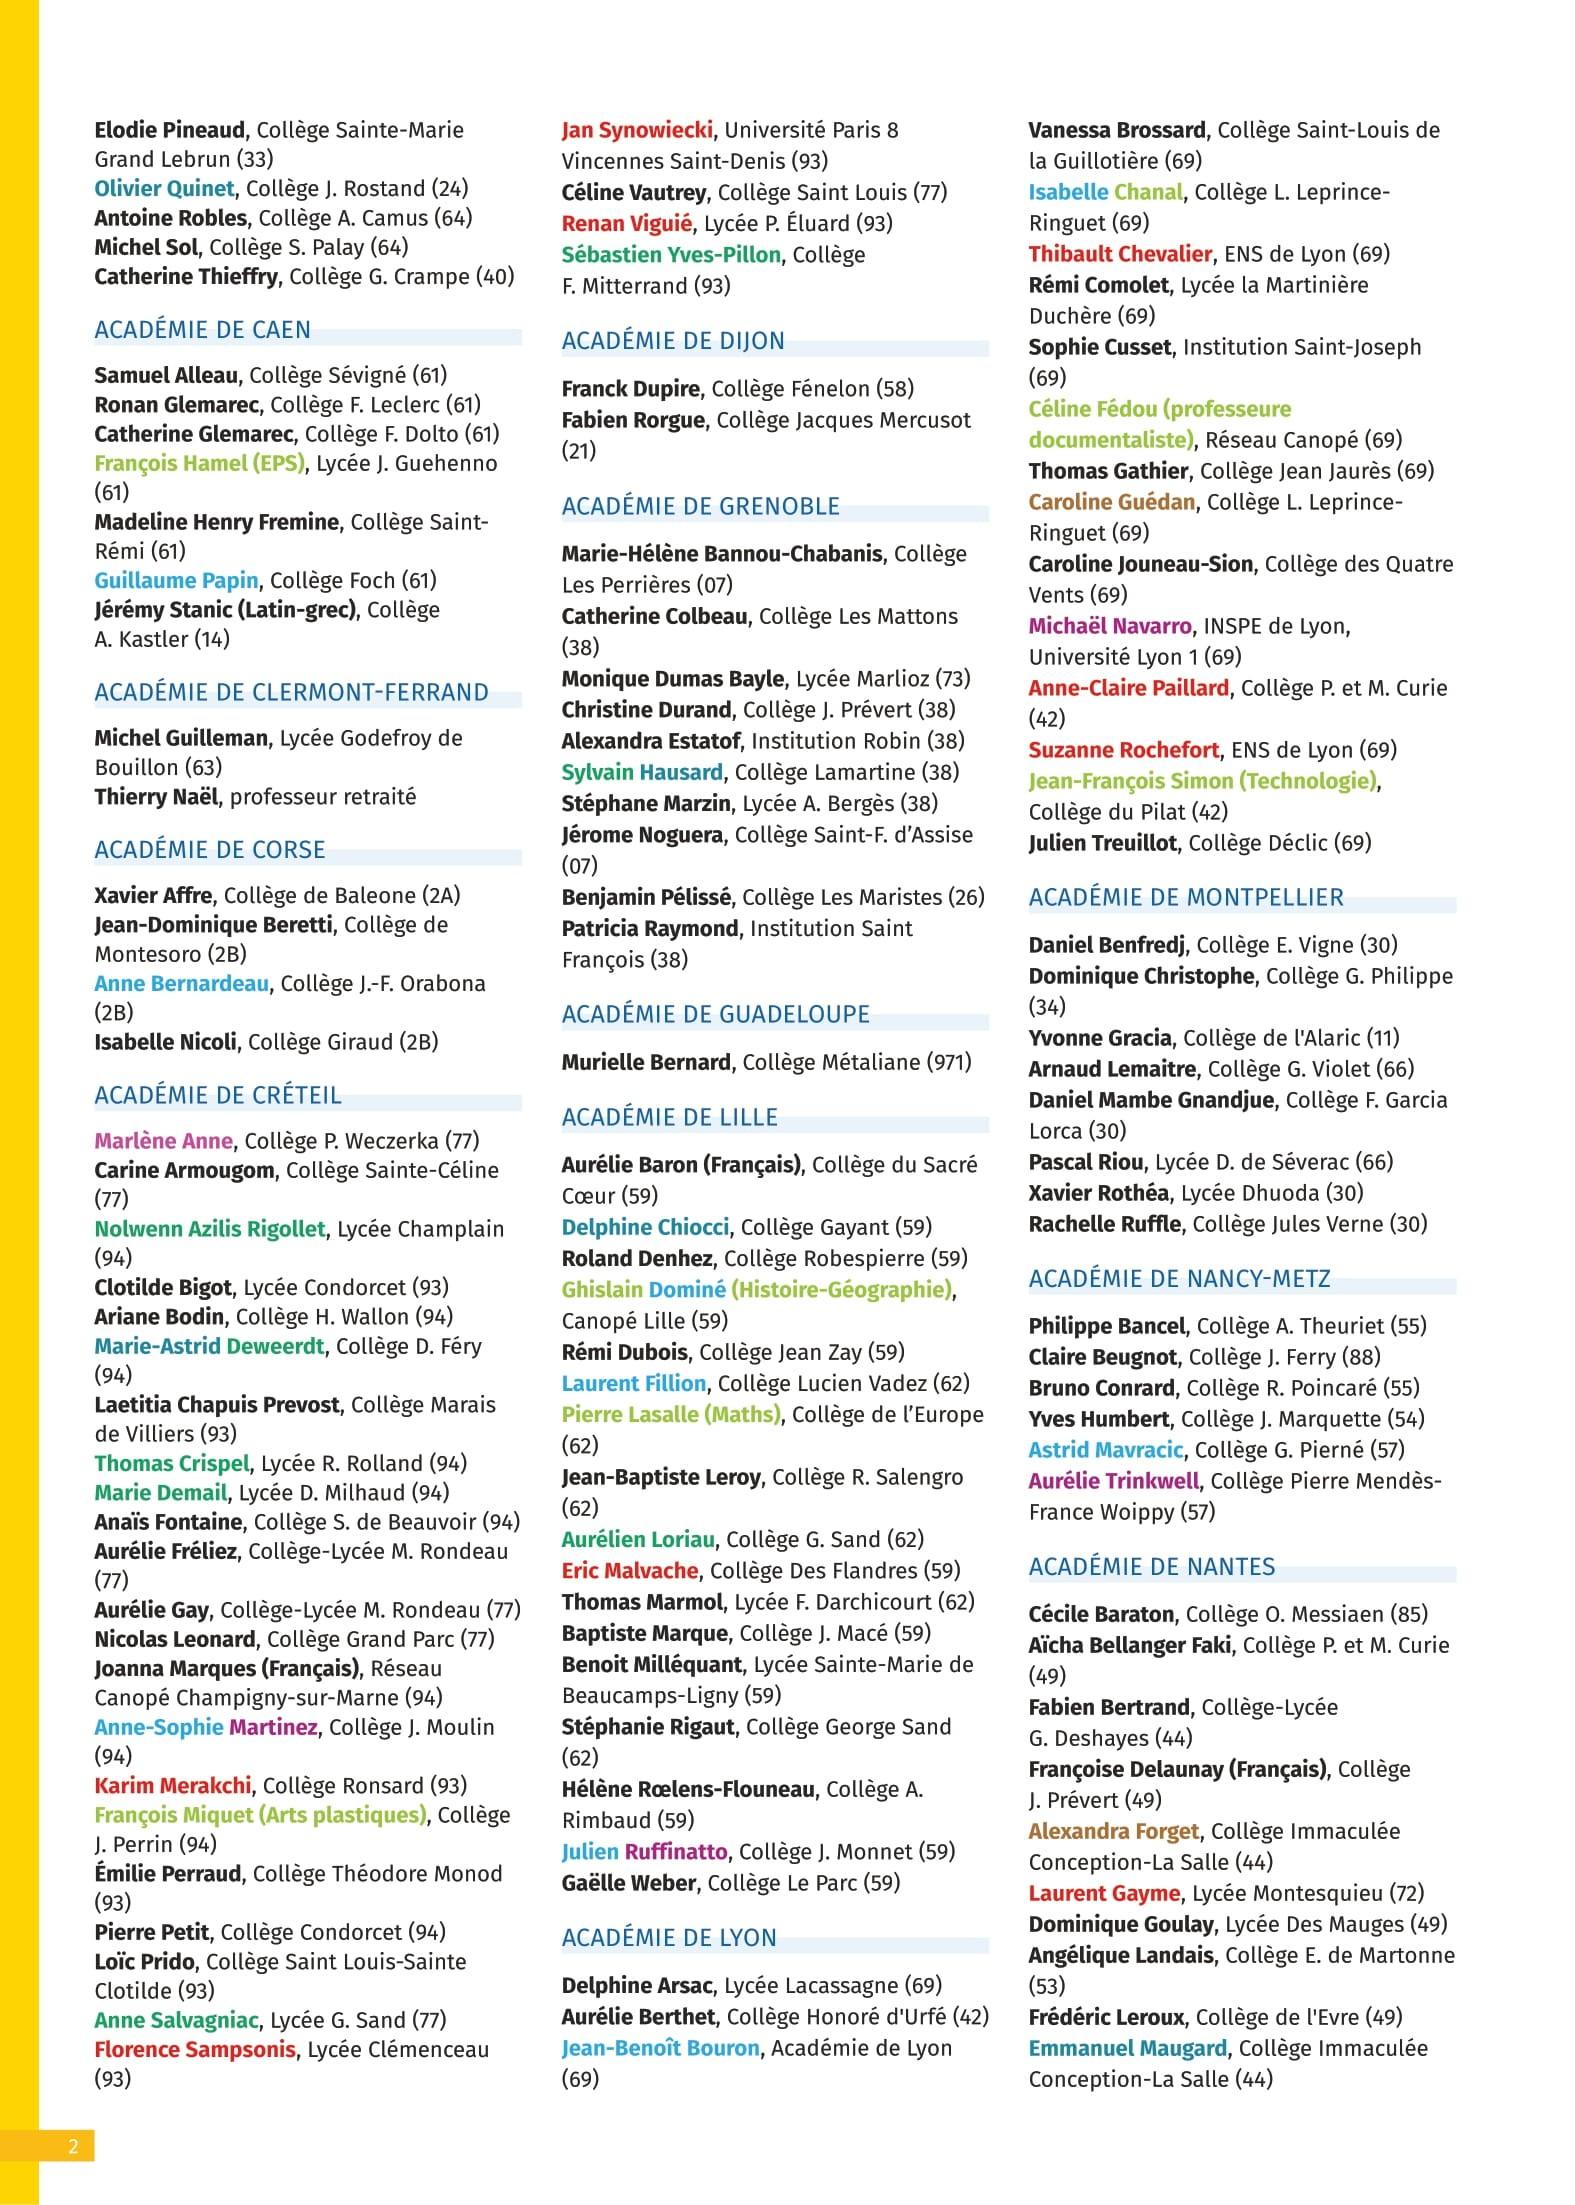 Elodie Pineaud, Collège Sainte-Marie
Grand Lebrun (33)
Olivier Quinet, Collège J. Rostand (24)
Antoine Robles, Collège A. Camus (64)
Michel Sol, Collège S. Palay (64)
Catherine Thieffry, Collège G. Crampe (40)
ACADÉMIE DE CAEN
Samuel Alleau, Collège Sévigné (61)
Ronan Glemarec, Collège F. Leclerc (61)
Catherine Glemarec, Collège F. Dolto (61)
François Hamel (EPS), Lycée J. Guehenno
(61)
Madeline Henry Fremine, Collège Saint-
Rémi (61)
Guillaume Papin, Collège Foch (61)
Jérémy Stanic (Latin-grec), Collège
A. Kastler (14)
ACADÉMIE DE CLERMONT-FERRAND
Michel Guilleman, Lycée Godefroy de
Bouillon (63)
Thierry Naël, professeur retraité
ACADÉMIE DE CORSE
Xavier Affre, Collège de Baleone (2A)
Jean-Dominique Beretti, Collège de
Montesoro (2B)
Anne Bernardeau, Collège J.-F. Orabona
(2B)
Isabelle Nicoli, Collège Giraud (2B)
ACADÉMIE DE CRÉTEIL
Marlène Anne, Collège P. Weczerka (77)
Carine Armougom, Collège Sainte-Céline
(77)
Nolwenn Azilis Rigollet, Lycée Champlain
(94)
Clotilde Bigot, Lycée Condorcet (93)
Ariane Bodin, Collège H. Wallon (94)
Marie-Astrid Deweerdt, Collège D. Féry
(94)
Laetitia Chapuis Prevost, Collège Marais
de Villiers (93)
Thomas Crispel, Lycée R. Rolland (94)
Marie Demail, Lycée D. Milhaud (94)
Anaïs Fontaine, Collège S. de Beauvoir (94)
Aurélie Fréliez, Collège-Lycée M. Rondeau
(77)
Aurélie Gay, Collège-Lycée M. Rondeau (77)
Nicolas Leonard, Collège Grand Parc (77)
Joanna Marques (Français), Réseau
Canopé Champigny-sur-Marne (94)
Anne-Sophie Martinez, Collège J. Moulin
(94)
Karim Merakchi, Collège Ronsard (93)
François Miquet (Arts plastiques), Collège
J. Perrin (94)
Émilie Perraud, Collège Théodore Monod
(93)
Pierre Petit, Collège Condorcet (94)
Loïc Prido, Collège Saint Louis-Sainte
Clotilde (93)
Anne Salvagniac, Lycée G. Sand (77)
Florence Sampsonis, Lycée Clémenceau
(93)
Jan Synowiecki, Université Paris 8
Vincennes Saint-Denis (93)
Céline Vautrey, Collège Saint Louis (77)
Renan Viguié, Lycée P. Éluard (93)
Sébastien Yves-Pillon, Collège
F. Mitterrand (93)
ACADÉMIE DE DIJON
Franck Dupire, Collège Fénelon (58)
Fabien Rorgue, Collège Jacques Mercusot
(21)
ACADÉMIE DE GRENOBLE
Marie-Hélène Bannou-Chabanis, Collège
Les Perrières (07)
Catherine Colbeau, Collège Les Mattons
(38)
Monique Dumas Bayle, Lycée Marlioz (73)
Christine Durand, Collège J. Prévert (38)
Alexandra Estatof, Institution Robin (38)
Sylvain Hausard, Collège Lamartine (38)
Stéphane Marzin, Lycée A. Bergès (38)
Jérome Noguera, Collège Saint-F. d’Assise
(07)
Benjamin Pélissé, Collège Les Maristes (26)
Patricia Raymond, Institution Saint
François (38)
ACADÉMIE DE GUADELOUPE
Murielle Bernard, Collège Métaliane (971)
ACADÉMIE DE LILLE
Aurélie Baron (Français), Collège du Sacré
Cœur (59)
Delphine Chiocci, Collège Gayant (59)
Roland Denhez, Collège Robespierre (59)
Ghislain Dominé (Histoire-Géographie),
Canopé Lille (59)
Rémi Dubois, Collège Jean Zay (59)
Laurent Fillion, Collège Lucien Vadez (62)
Pierre Lasalle (Maths), Collège de l’Europe
(62)
Jean-Baptiste Leroy, Collège R. Salengro
(62)
Aurélien Loriau, Collège G. Sand (62)
Eric Malvache, Collège Des Flandres (59)
Thomas Marmol, Lycée F. Darchicourt (62)
Baptiste Marque, Collège J. Macé (59)
Benoit Milléquant, Lycée Sainte-Marie de
Beaucamps-Ligny (59)
Stéphanie Rigaut, Collège George Sand
(62)
Hélène Rœlens-Flouneau, Collège A.
Rimbaud (59)
Julien Ruffinatto, Collège J. Monnet (59)
Gaëlle Weber, Collège Le Parc (59)
ACADÉMIE DE LYON
Delphine Arsac, Lycée Lacassagne (69)
Aurélie Berthet, Collège Honoré d'Urfé (42)
Jean-Benoît Bouron, Académie de Lyon
(69)
Vanessa Brossard, Collège Saint-Louis de
la Guillotière (69)
Isabelle Chanal, Collège L. Leprince-
Ringuet (69)
Thibault Chevalier, ENS de Lyon (69)
Rémi Comolet, Lycée la Martinière
Duchère (69)
Sophie Cusset, Institution Saint-Joseph
(69)
Céline Fédou (professeure
documentaliste), Réseau Canopé (69)
Thomas Gathier, Collège Jean Jaurès (69)
Caroline Guédan, Collège L. Leprince-
Ringuet (69)
Caroline Jouneau-Sion, Collège des Quatre
Vents (69)
Michaël Navarro, INSPE de Lyon,
Université Lyon 1 (69)
Anne-Claire Paillard, Collège P. et M. Curie
(42)
Suzanne Rochefort, ENS de Lyon (69)
Jean-François Simon (Technologie),
Collège du Pilat (42)
Julien Treuillot, Collège Déclic (69)
ACADÉMIE DE MONTPELLIER
Daniel Benfredj, Collège E. Vigne (30)
Dominique Christophe, Collège G. Philippe
(34)
Yvonne Gracia, Collège de l'Alaric (11)
Arnaud Lemaitre, Collège G. Violet (66)
Daniel Mambe Gnandjue, Collège F. Garcia
Lorca (30)
Pascal Riou, Lycée D. de Séverac (66)
Xavier Rothéa, Lycée Dhuoda (30)
Rachelle Ruffle, Collège Jules Verne (30)
ACADÉMIE DE NANCY-METZ
Philippe Bancel, Collège A. Theuriet (55)
Claire Beugnot, Collège J. Ferry (88)
Bruno Conrard, Collège R. Poincaré (55)
Yves Humbert, Collège J. Marquette (54)
Astrid Mavracic, Collège G. Pierné (57)
Aurélie Trinkwell, Collège Pierre Mendès-
France Woippy (57)
ACADÉMIE DE NANTES
Cécile Baraton, Collège O. Messiaen (85)
Aïcha Bellanger Faki, Collège P. et M. Curie
(49)
Fabien Bertrand, Collège-Lycée
G. Deshayes (44)
Françoise Delaunay (Français), Collège
J. Prévert (49)
Alexandra Forget, Collège Immaculée
Conception-La Salle (44)
Laurent Gayme, Lycée Montesquieu (72)
Dominique Goulay, Lycée Des Mauges (49)
Angélique Landais, Collège E. de Martonne
(53)
Frédéric Leroux, Collège de l'Evre (49)
Emmanuel Maugard, Collège Immaculée
Conception-La Salle (44)
2